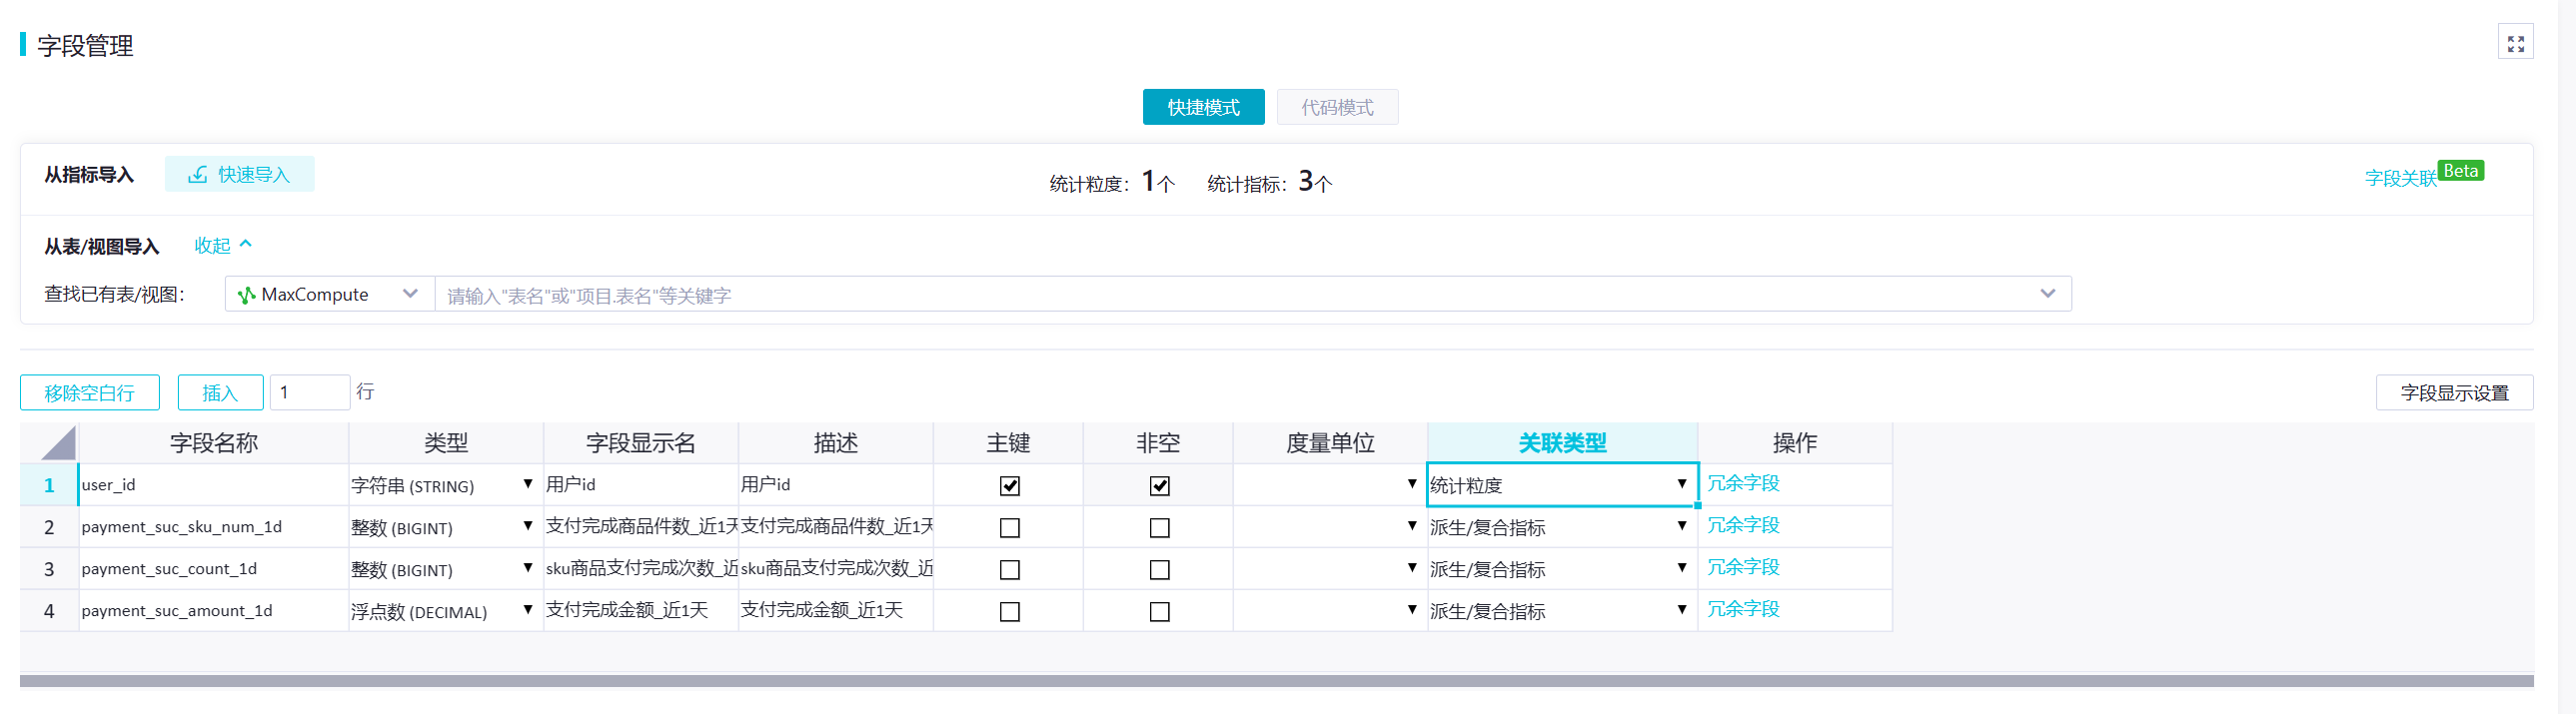 字段管理
快捷模式 代码模式
从指标导入 快速导入 统计粒度：1个 统计指标：3个 字段关联 Beta
从表/视图导入 收起
查找已有表/视图： MaxCompute 请输入"表名"或"项目.表名"等关键字
移除空白行 插入 1 行 字段显示设置
字段名称 类型 字段显示名 描述 主键 非空 度量单位 关联类型 操作
1 user_id 字符串 (STRING) 用户id 用户id 统计粒度 冗余字段
2 payment_suc_sku_num_1d 整数 (BIGINT) 支付完成商品件数_近1天 支付完成商品件数_近1天 派生/复合指标 冗余字段
3 payment_suc_count_1d 整数 (BIGINT) sku商品支付完成次数_近 sku商品支付完成次数_近 派生/复合指标 冗余字段
4 payment_suc_amount_1d 浮点数 (DECIMAL) 支付完成金额_近1天 支付完成金额_近1天 派生/复合指标 冗余字段